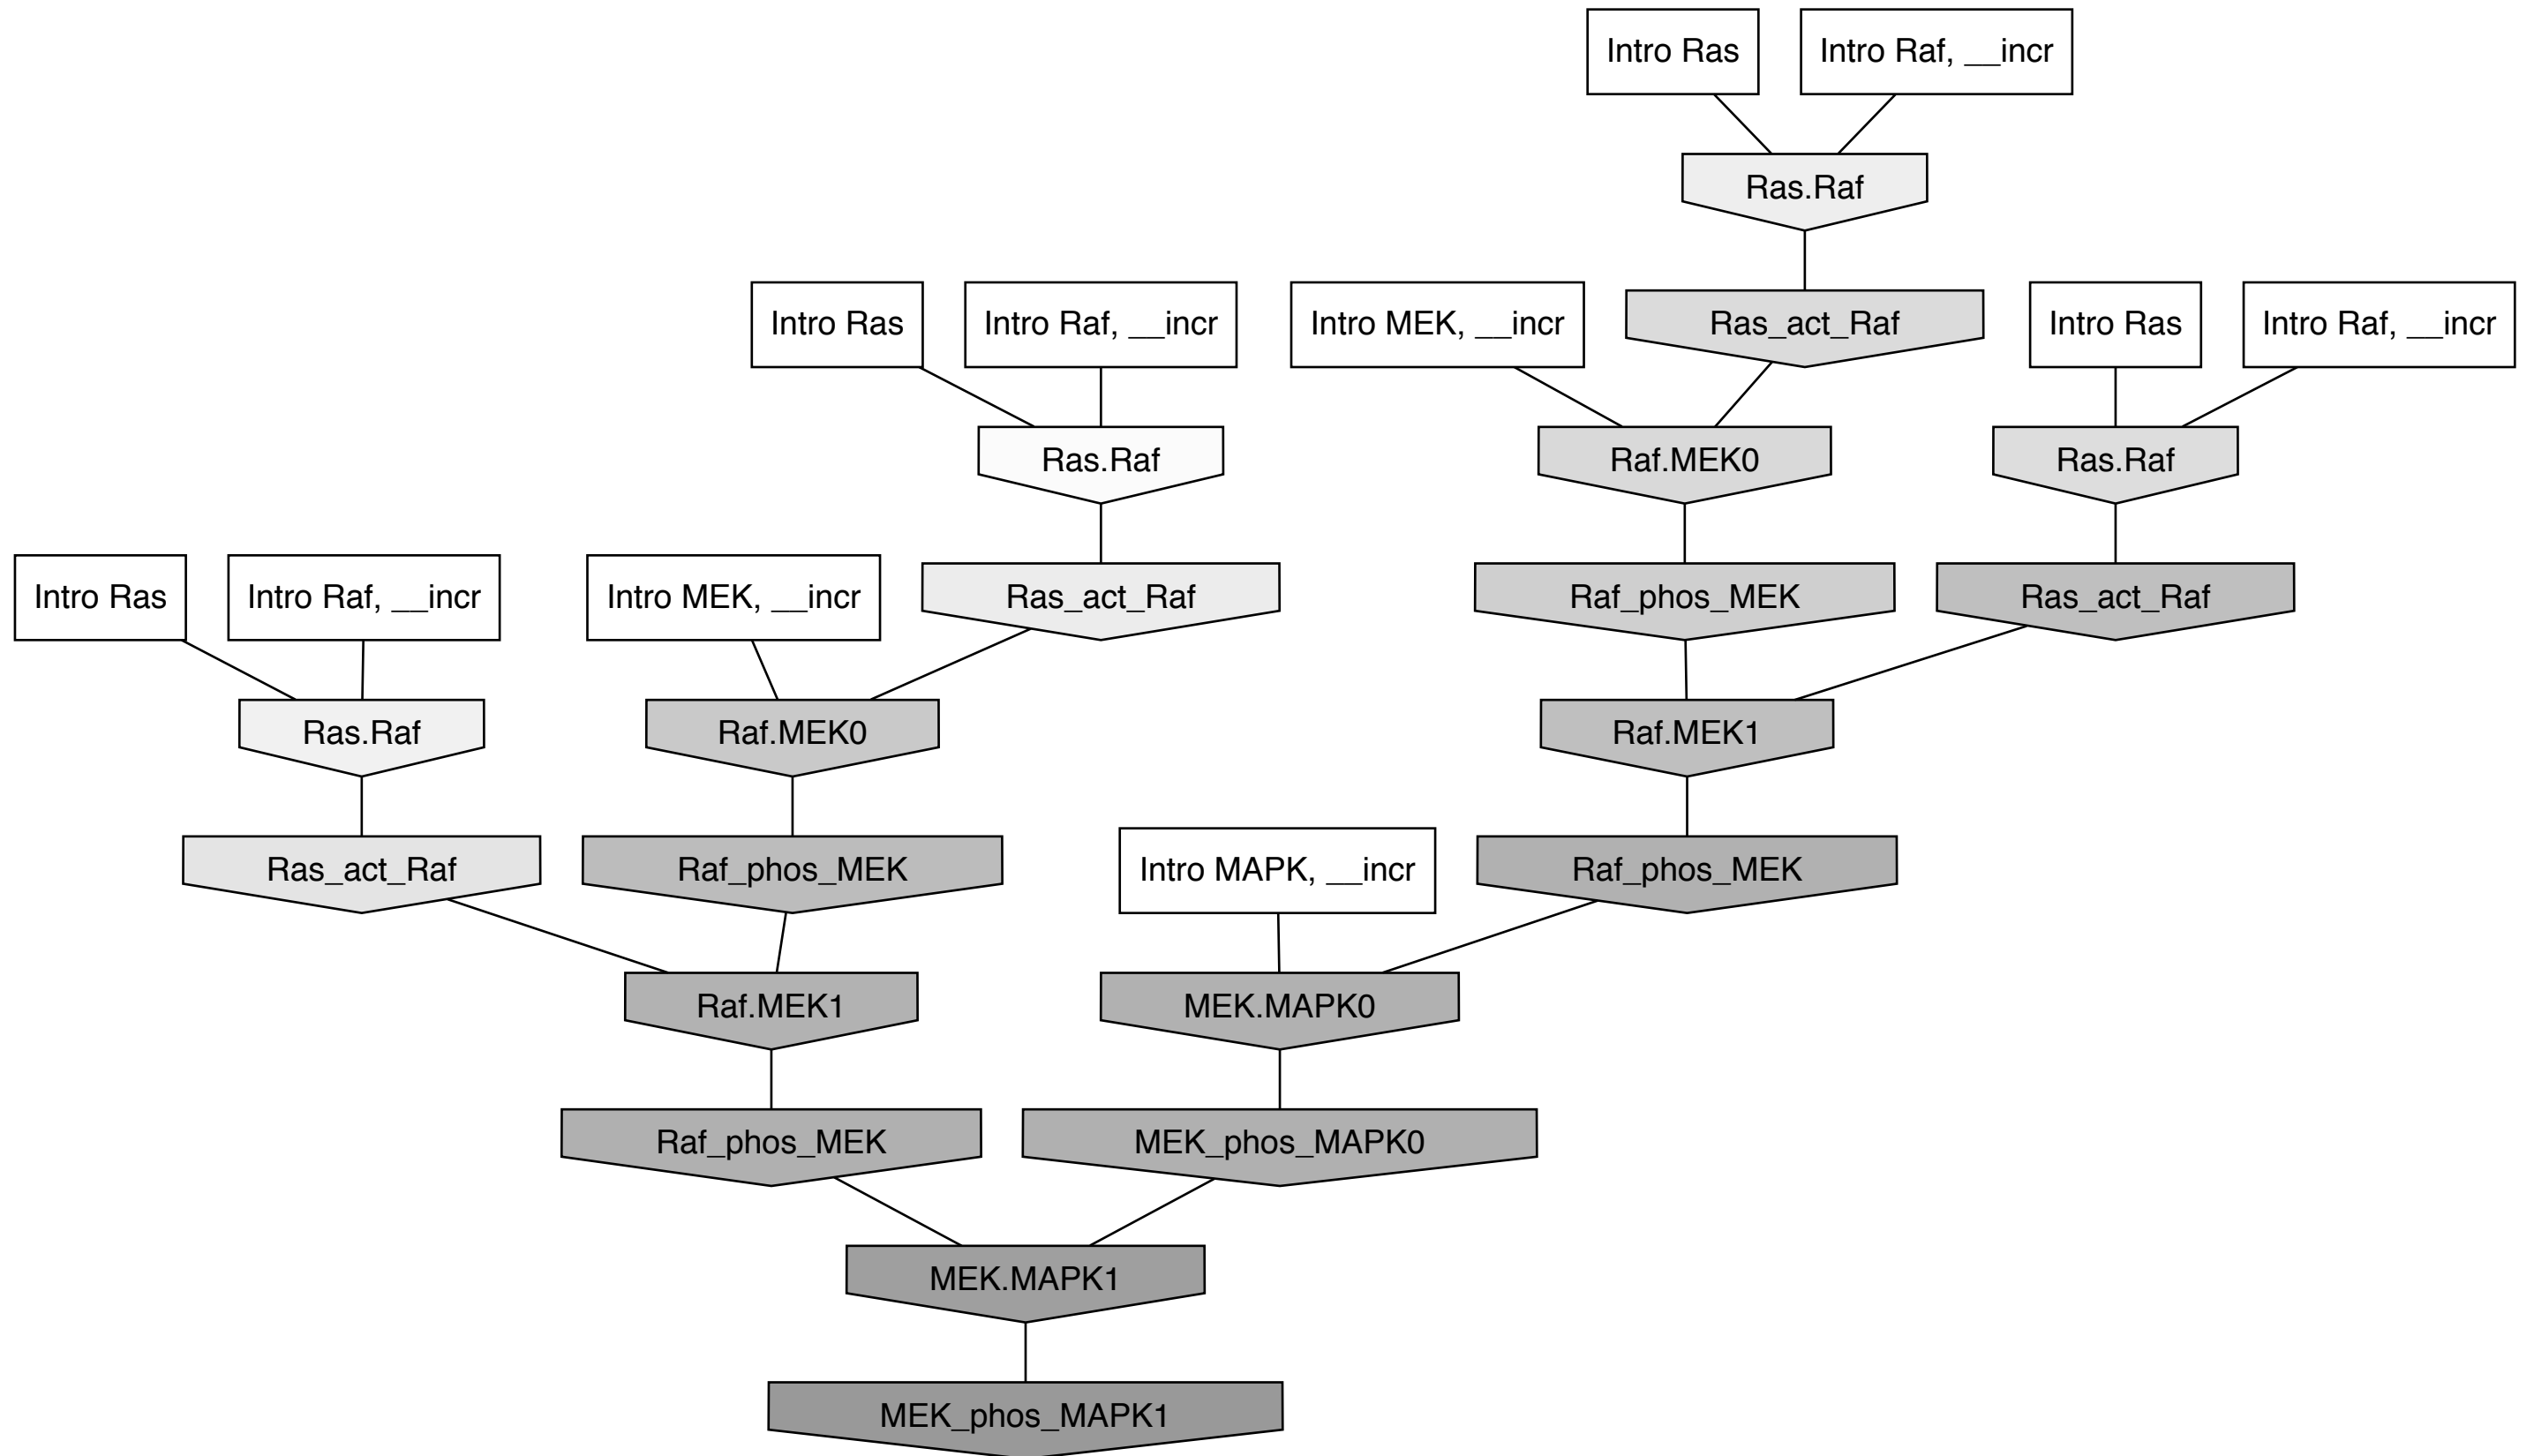 Intro Ras
Intro Raf, __incr
Ras.Raf
Intro Ras
Intro Raf, __incr
Intro MEK, __incr
Ras_act_Raf
Intro Ras
Intro Raf, __incr
Ras.Raf
Raf.MEK0
Ras.Raf
Intro Ras
Intro Raf, __incr
Intro MEK, __incr
Ras_act_Raf
Raf_phos_MEK
Ras_act_Raf
Ras.Raf
Raf.MEK0
Raf.MEK1
Ras_act_Raf
Raf_phos_MEK
Intro MAPK, __incr
Raf_phos_MEK
Raf.MEK1
MEK.MAPK0
Raf_phos_MEK
MEK_phos_MAPK0
MEK.MAPK1
MEK_phos_MAPK1